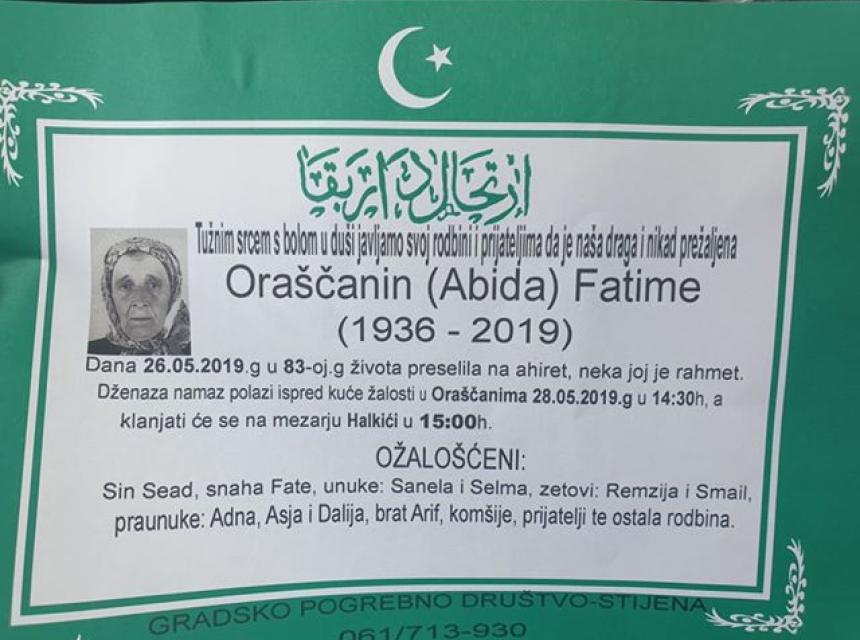 ارتحال دار بقا
Tužnim srcem s bolom u duši javljamo svoj rodbini i prijateljima da je naša draga i nikad prežaljena
Oraščanin (Abida) Fatime
(1936 - 2019)
Dana 26.05.2019.g u 83-oj.g života preselila na ahiret, neka joj je rahmet.
Dženaza namaz polazi ispred kuće žalosti u Oraščanima 28.05.2019.g u 14:30h, a
klanjati će se na mezarju Halkići u 15:00h.
OŽALOŠĆENI:
Sin Sead, snaha Fate, unuke: Sanela i Selma, zetovi: Remzija i Smail,
praunuke: Adna, Asja i Dalija, brat Arif, komšije, prijatelji te ostala rodbina.
GRADSKO POGREBNO DRUŠTVO-STIJENA
061/713-930